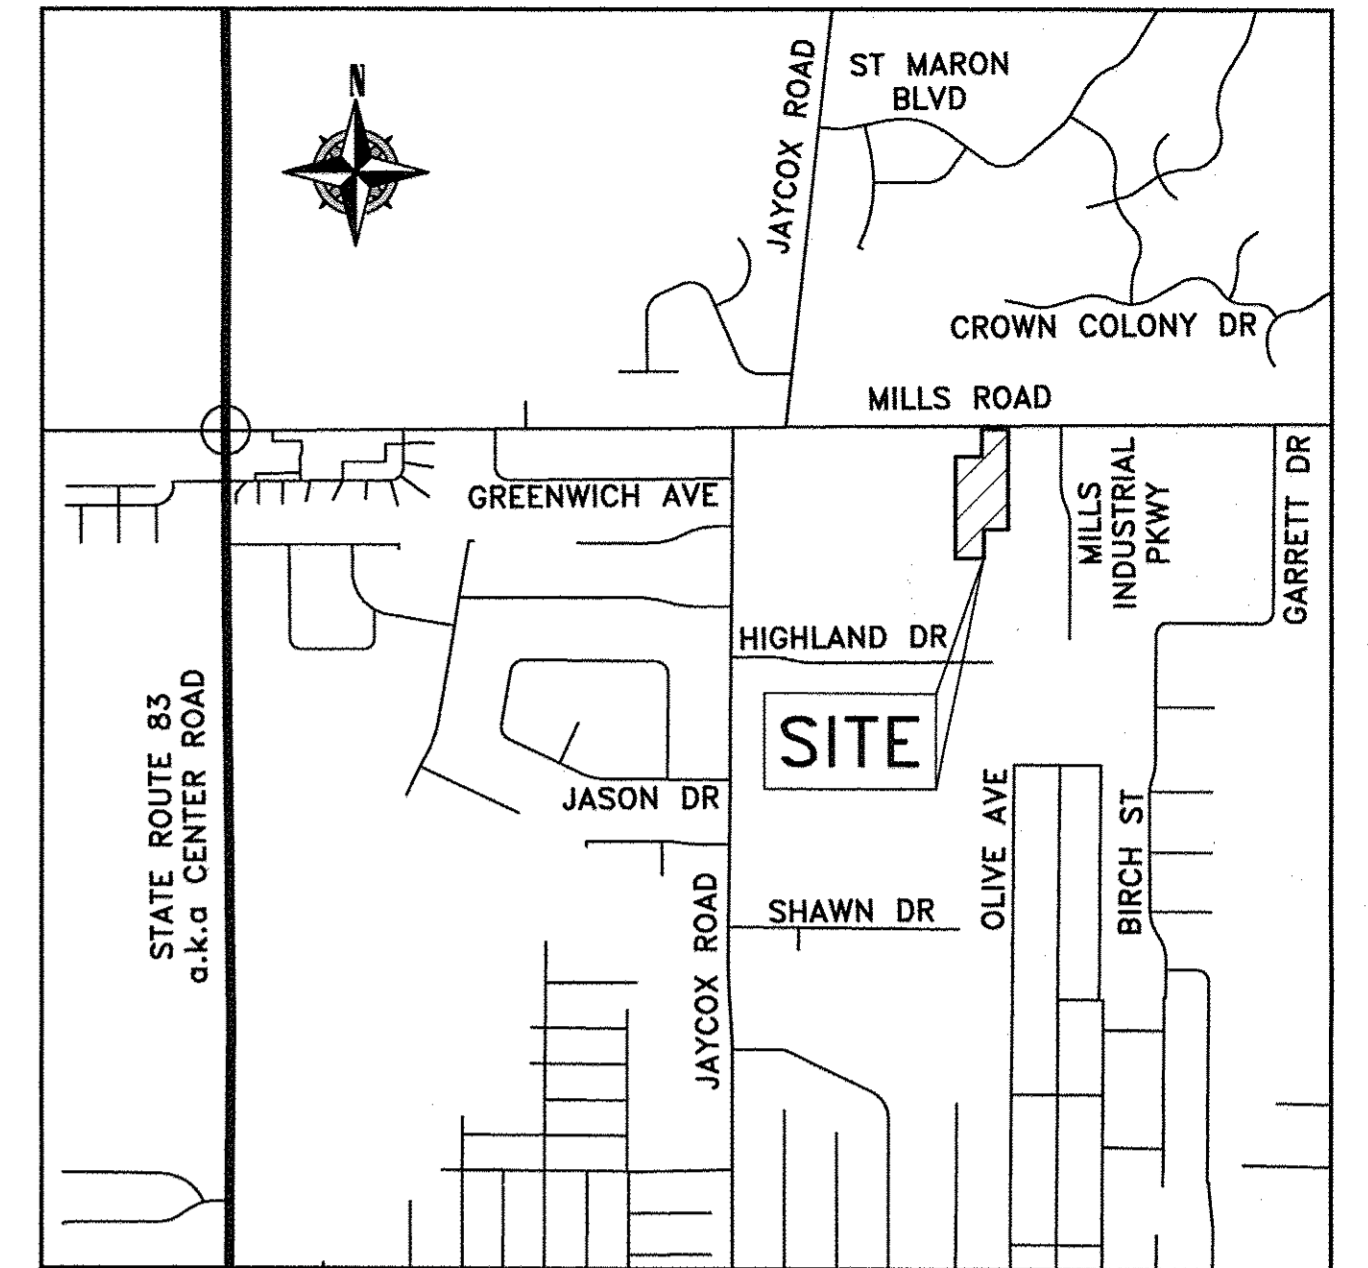 N
JAYCOX ROAD
ST MARON
BLVD
CROWN COLONY DR
MILLS ROAD
GREENWICH AVE
MILLS
INDUSTRIAL
PKWY
GARRETT DR
HIGHLAND DR
SITE
STATE ROUTE 83
a.k.a CENTER ROAD
JASON DR
OLIVE AVE
BIRCH ST
JAYCOX ROAD
SHAWN DR